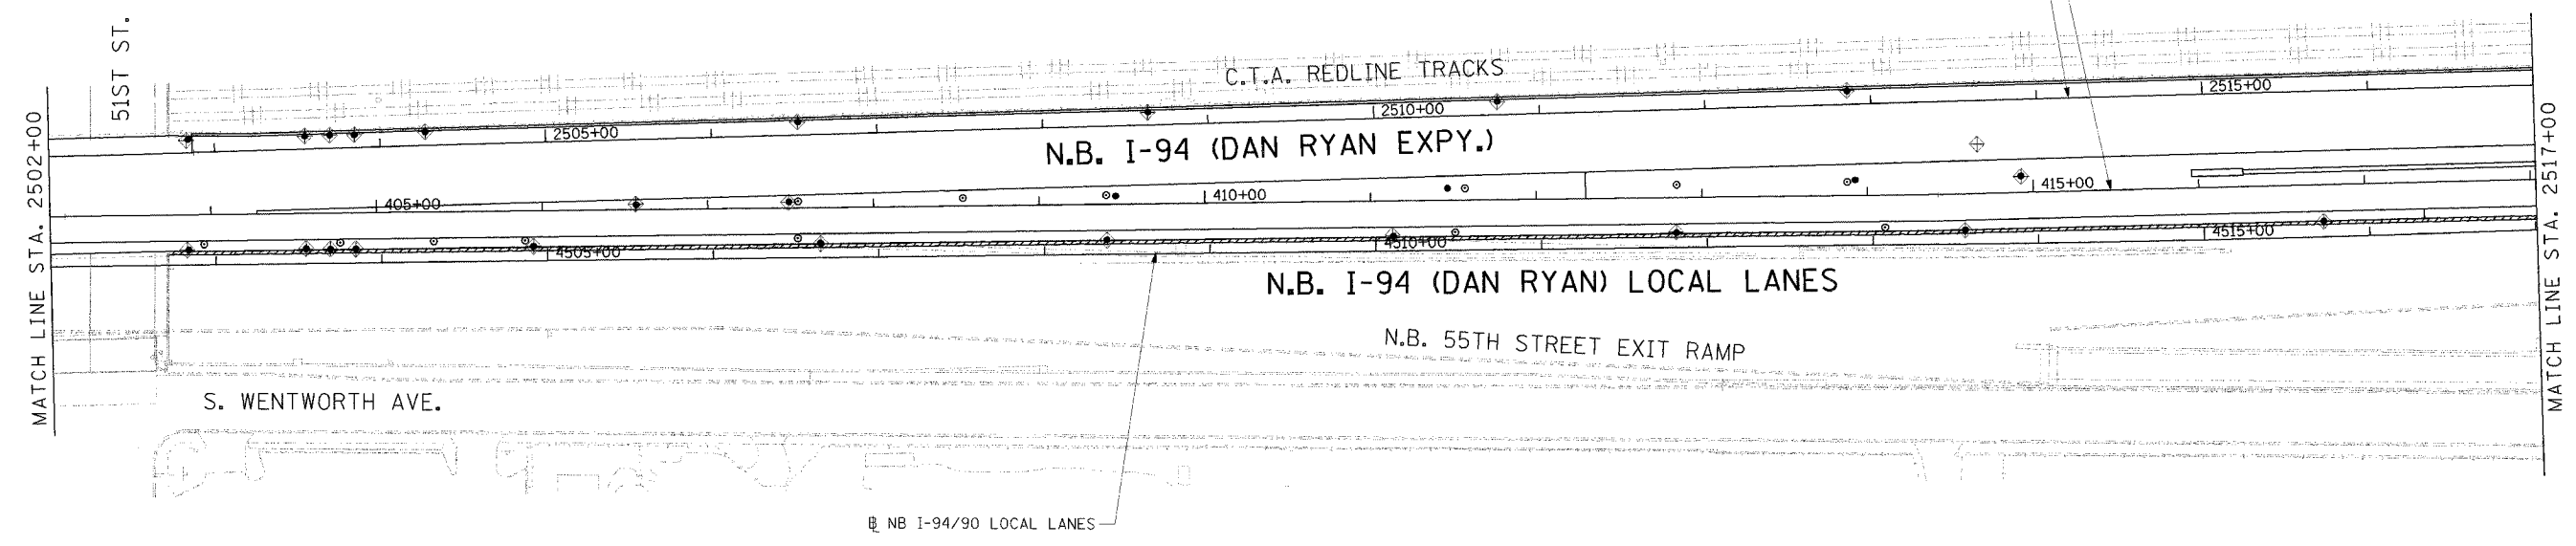 51ST ST.
MATCH LINE STA. 2502+00
C.T.A. REDLINE TRACKS
2505+00
2510+00
2515+00
N.B. I-94 (DAN RYAN EXPY.)
405+00
410+00
415+00
4505+00
4510+00
4515+00
N.B. I-94 (DAN RYAN) LOCAL LANES
N.B. 55TH STREET EXIT RAMP
S. WENTWORTH AVE.
MATCH LINE STA. 2517+00
NB I-94/90 LOCAL LANES